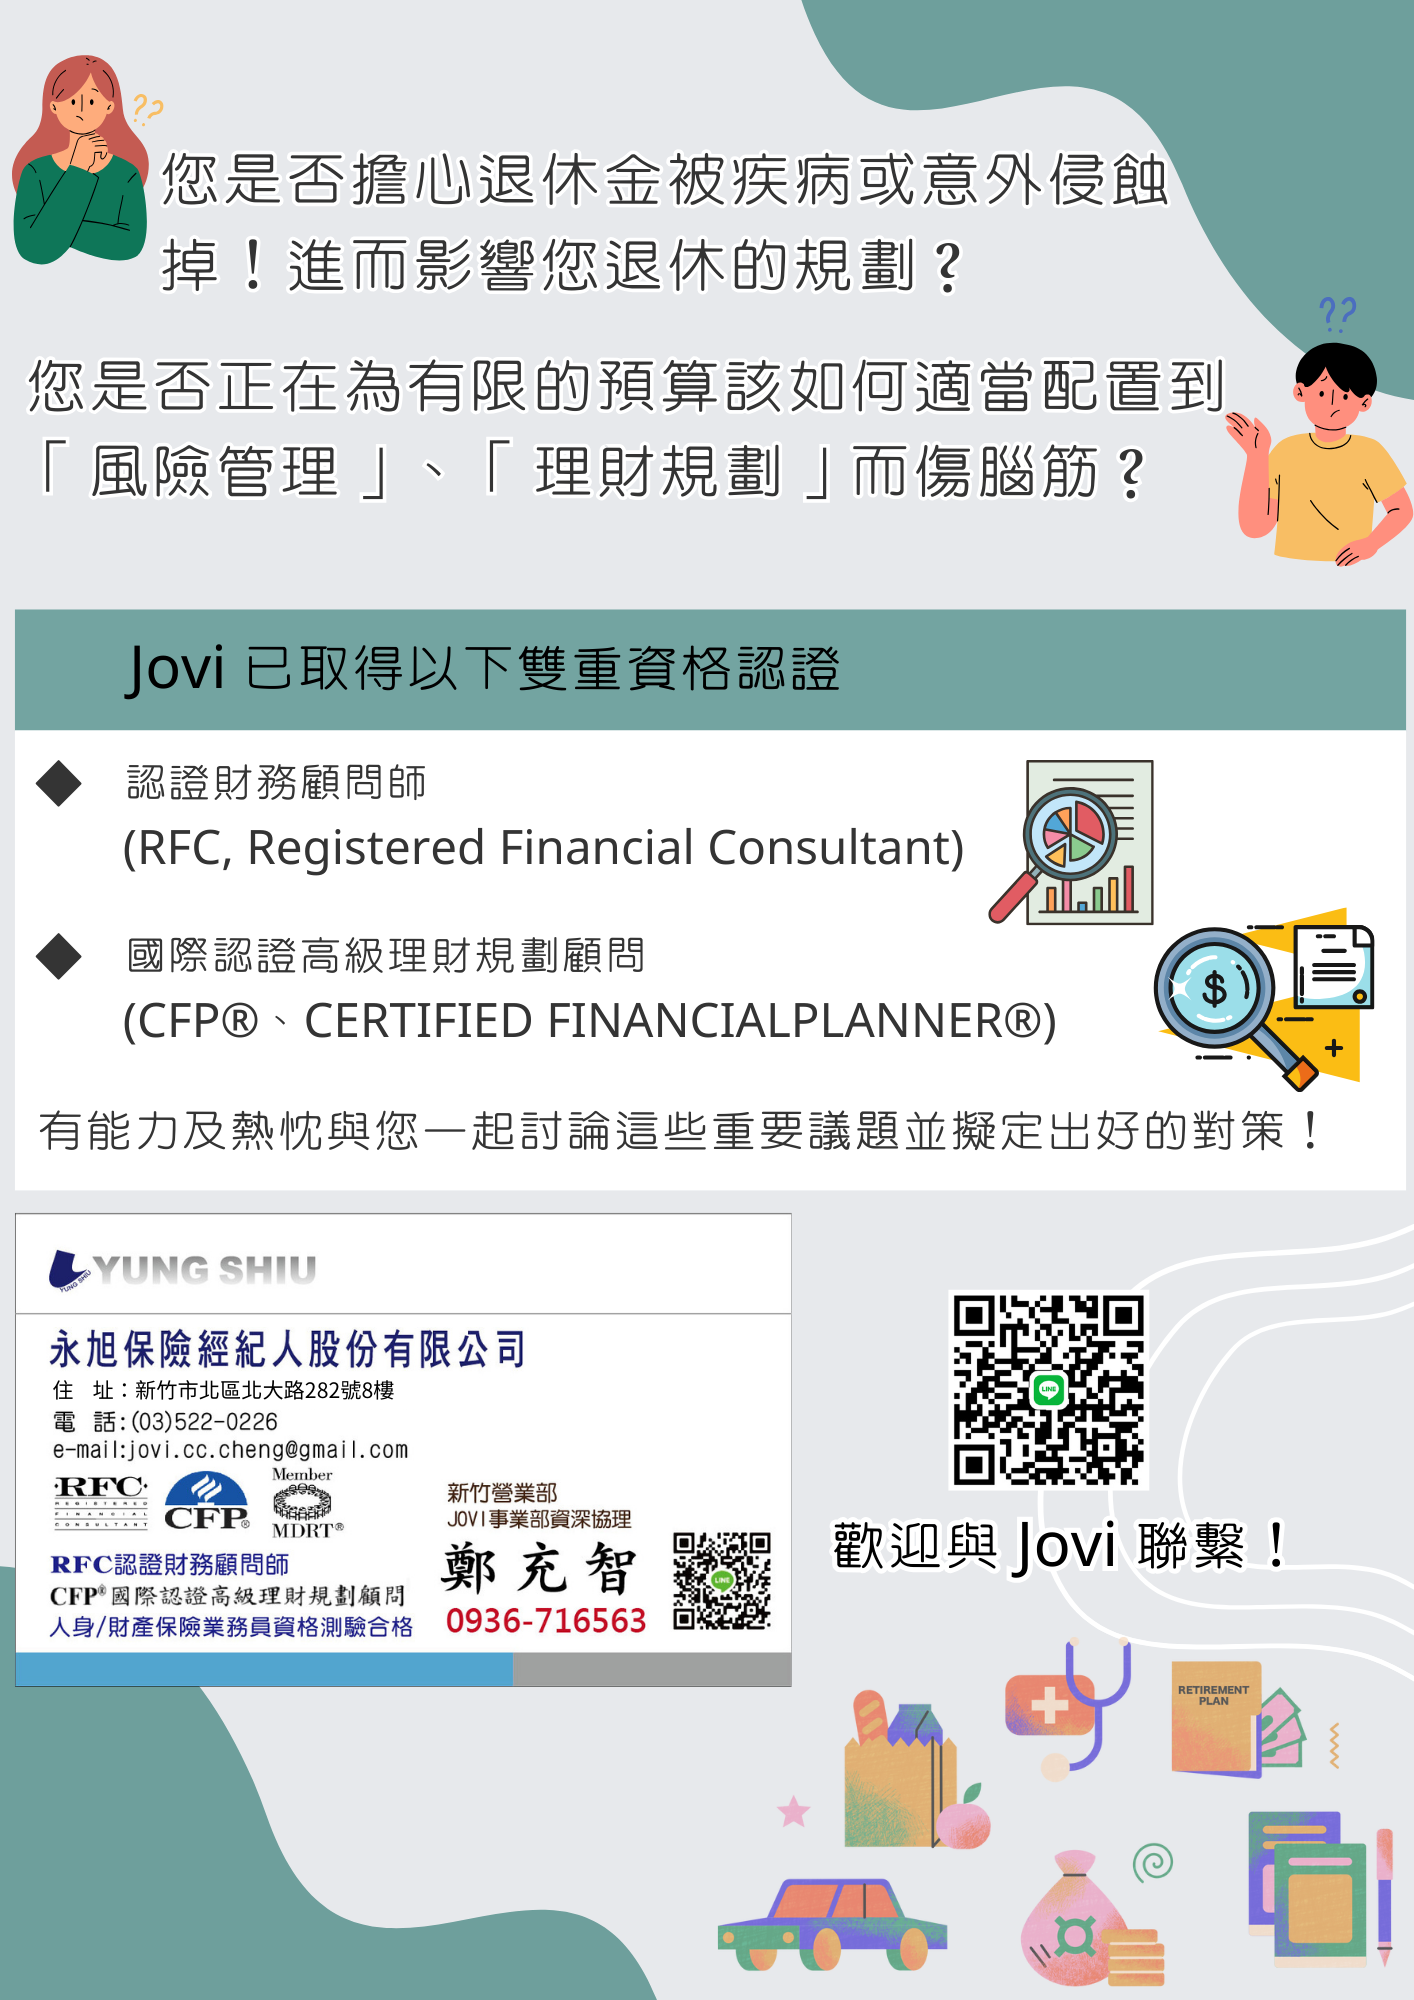 ??
您是否擔心退休金被疾病或意外侵蝕
掉！進而影響您退休的規劃？
??
您是否正在為有限的預算該如何適當配置到
「風險管理」、「理財規劃」而傷腦筋？
Jovi 已取得以下雙重資格認證
認證財務顧問師
(RFC, Registered Financial Consultant)
國際認證高級理財規劃顧問
(CFP®、CERTIFIED FINANCIALPLANNER®)
$
有能力及熱忱與您一起討論這些重要議題並擬定出好的對策！
YUNG SHIU
YUNG SHIU
永旭保險經紀人股份有限公司
住 址：新竹市北區北大路282號8樓
電 話:(03)522-0226
e-mail:jovi.cc.cheng@gmail.com
·RFC·
REGISTERED
FINANCIAL
CONSULTANT
CFP®
Member
MDRT®
新竹營業部
JOVI事業部資深協理
鄭充智
0936-716563
LINE
RFC認證財務顧問師
CFP®國際認證高級理財規劃顧問
人身/財產保險業務員資格測驗合格
LINE
歡迎與 Jovi 聯繫！
RETIREMENT
PLAN